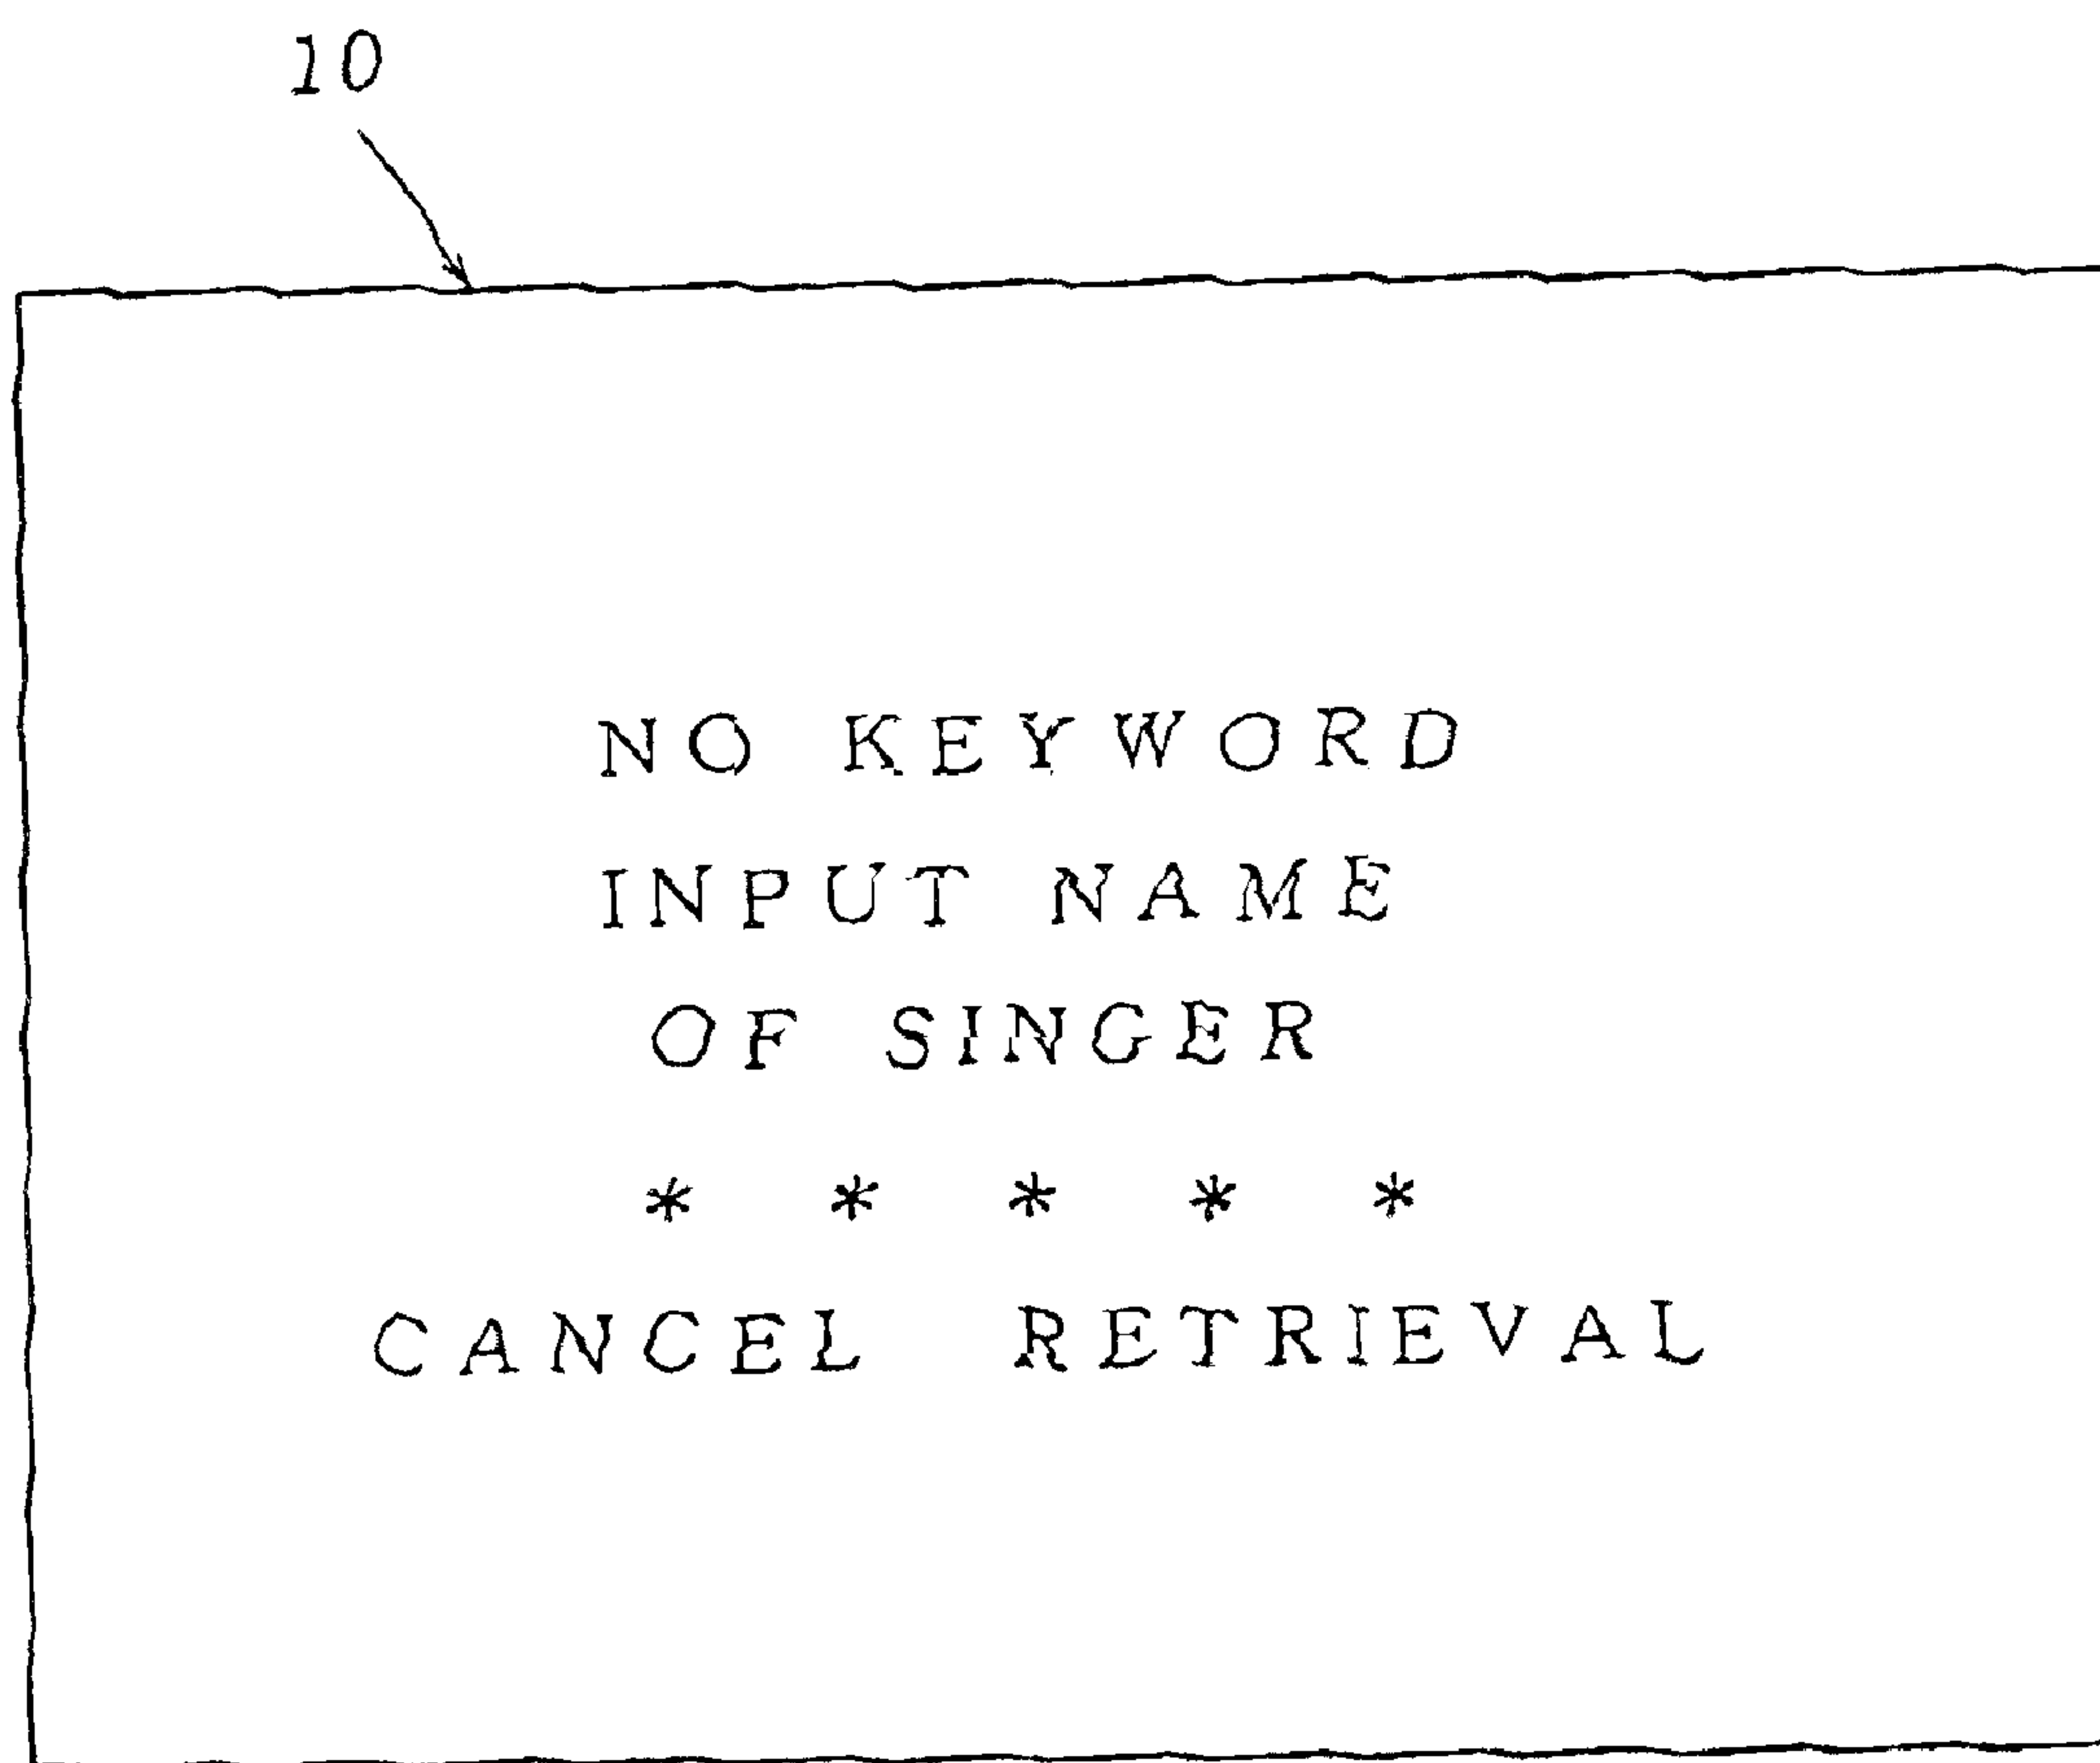 10
NO KEYWORD
INPUT NAME
OF SINGER
* * * * *
CANCEL RETRIEVAL